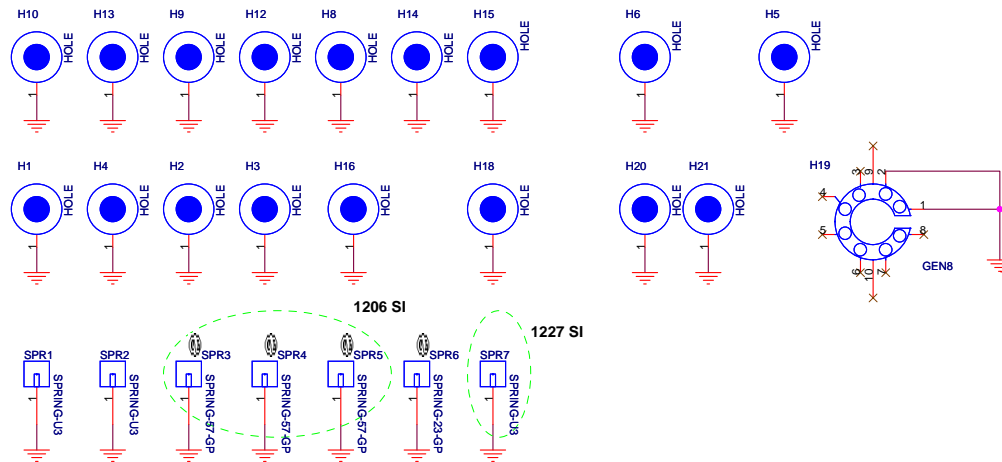 H10 H13 H9 H12 H8 H14 H15 H6 H5
HOLE HOLE HOLE HOLE HOLE HOLE HOLE HOLE HOLE
1 1 1 1 1 1 1 1 1
H1 H4 H2 H3 H16 H18 H20 H21 H19
HOLE HOLE HOLE HOLE HOLE HOLE HOLE HOLE
1 1 1 1 1 1 1 1
3 9 2
4
1
5 8
6 10 7
GEN8
1206 SI
1227 SI
SPR1 SPR2 SPR3 SPR4 SPR5 SPR6 SPR7
1 1 1 1 1 1 1
SPRING-U3 SPRING-U3 SPRING-57-GP SPRING-57-GP SPRING-57-GP SPRING-23-GP SPRING-U3